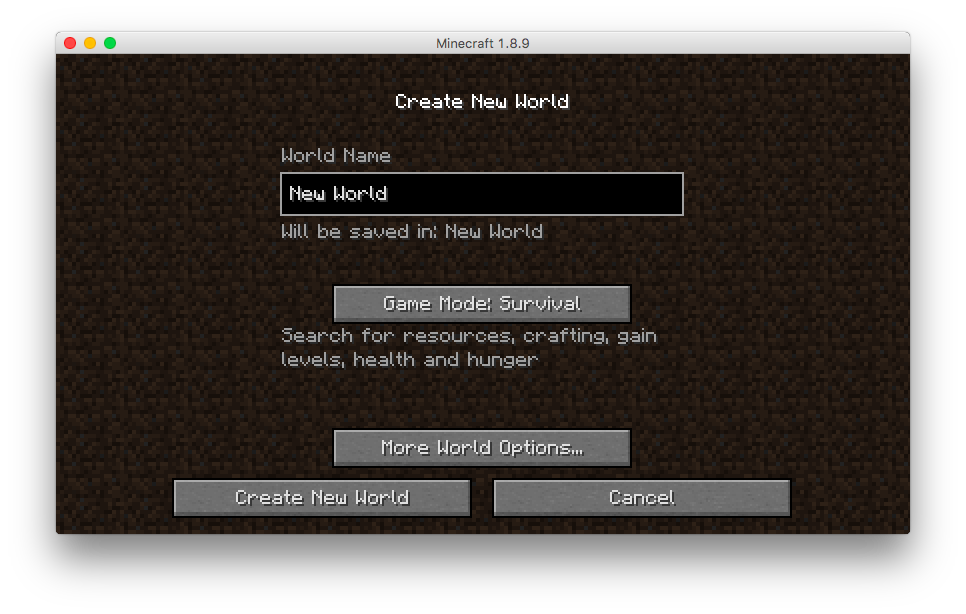 Minecraft 1.8.9
Create New World
World Name
New World
Will be saved in: New World
Game Mode: Survival
Search for resources, crafting, gain
levels, health and hunger
More World Options...
Create New World
Cancel